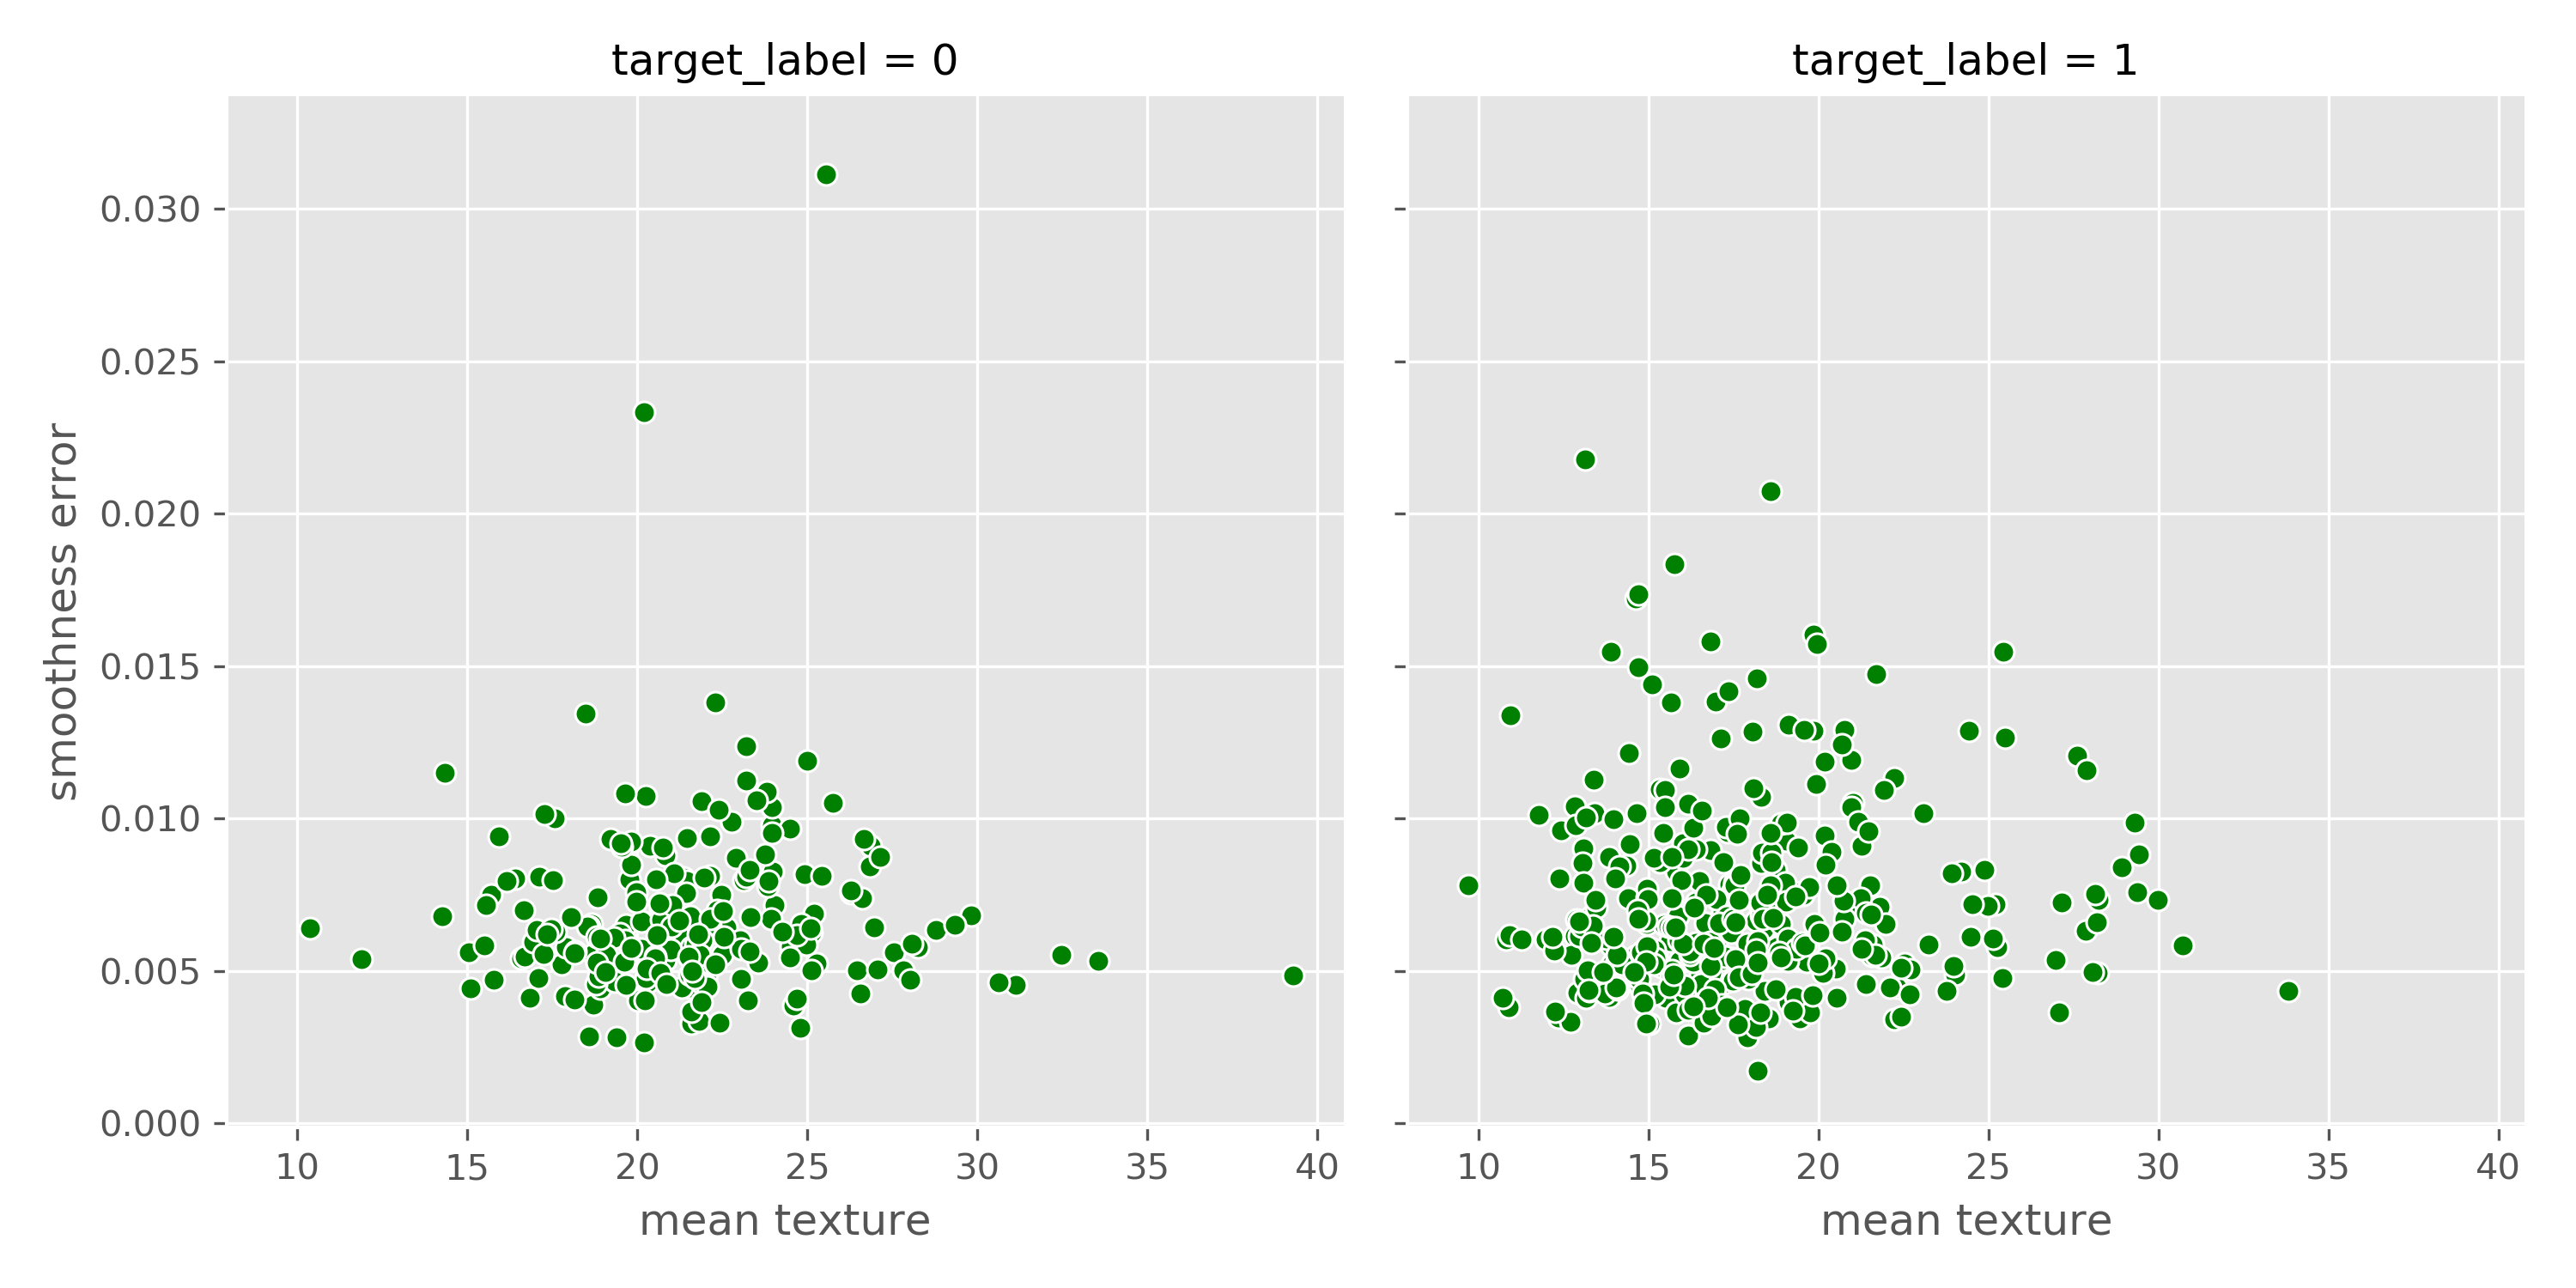 target_label = 0
target_label = 1
smoothness error
0.030
0.025
0.020
0.015
0.010
0.005
0.000
10 15 20 25 30 35 40
10 15 20 25 30 35 40
mean texture
mean texture